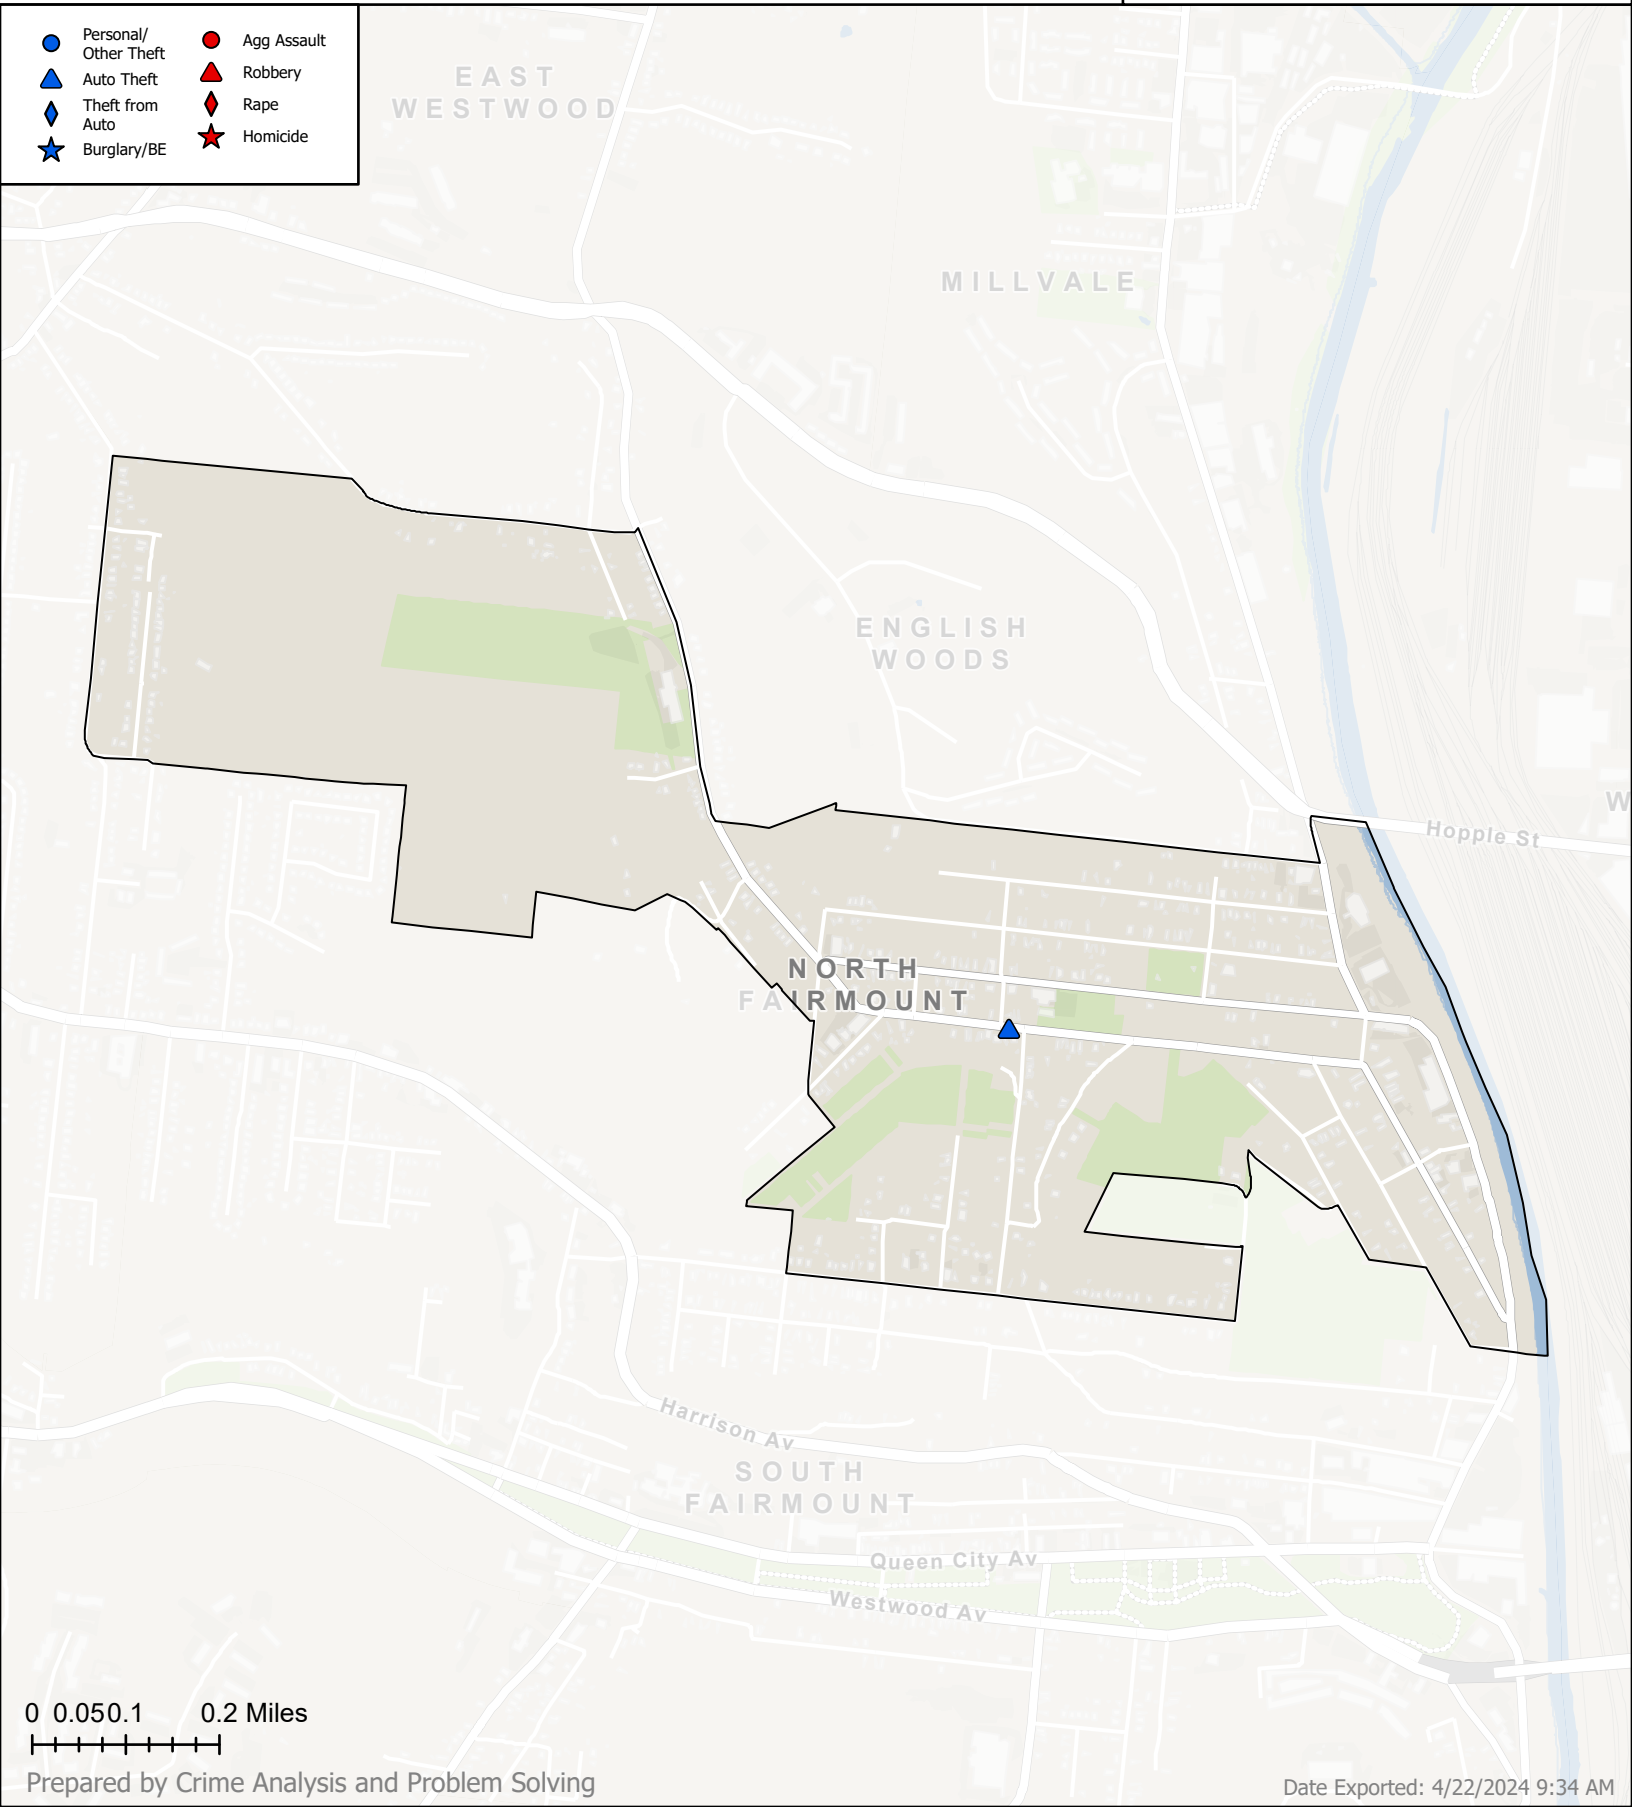 Personal/
Other Theft
Auto Theft
Theft from
Auto
Burglary/BE
Agg Assault
Robbery
Rape
Homicide
EAST
WESTWOOD
MILLVALE
ENGLISH
WOODS
W
Hopple St
NORTH
FAIRMOUNT
Harrison Av
SOUTH
FAIRMOUNT
Queen City Av
Westwood Av
0 0.05 0.1 0.2 Miles
Prepared by Crime Analysis and Problem Solving
Date Exported: 4/22/2024 9:34 AM